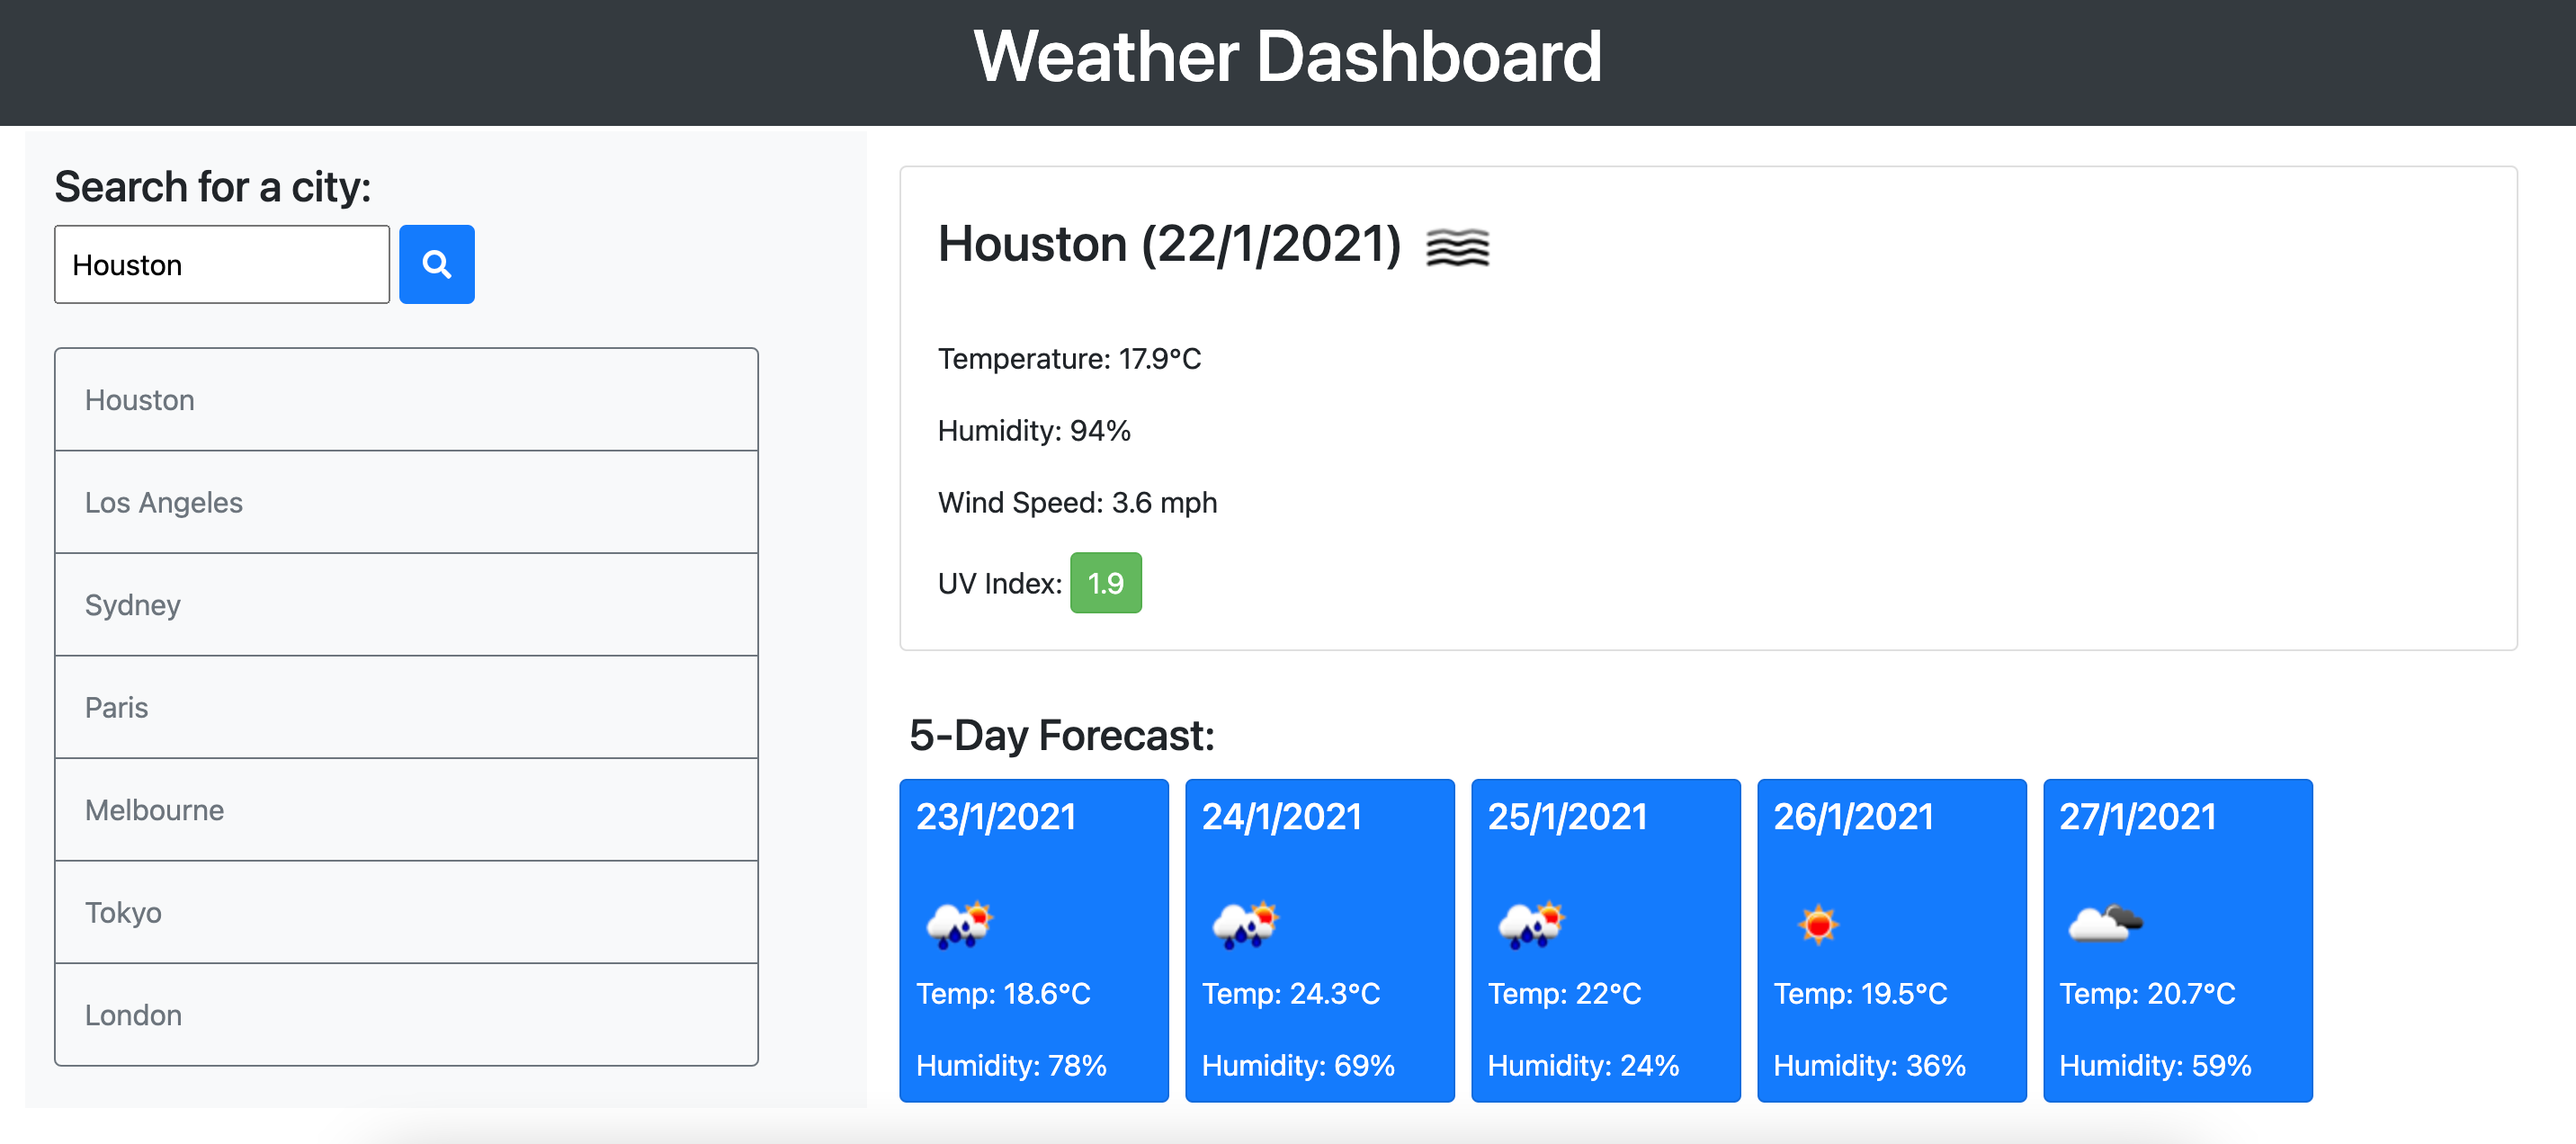 Weather Dashboard
Search for a city:
Houston
Houston
Los Angeles
Sydney
Paris
Melbourne
Tokyo
London
Houston (22/1/2021)
Temperature: 17.9°C
Humidity: 94%
Wind Speed: 3.6 mph
UV Index: 1.9
5-Day Forecast:
23/1/2021
Temp: 18.6°C
Humidity: 78%
24/1/2021
Temp: 24.3°C
Humidity: 69%
25/1/2021
Temp: 22°C
Humidity: 24%
26/1/2021
Temp: 19.5°C
Humidity: 36%
27/1/2021
Temp: 20.7°C
Humidity: 59%